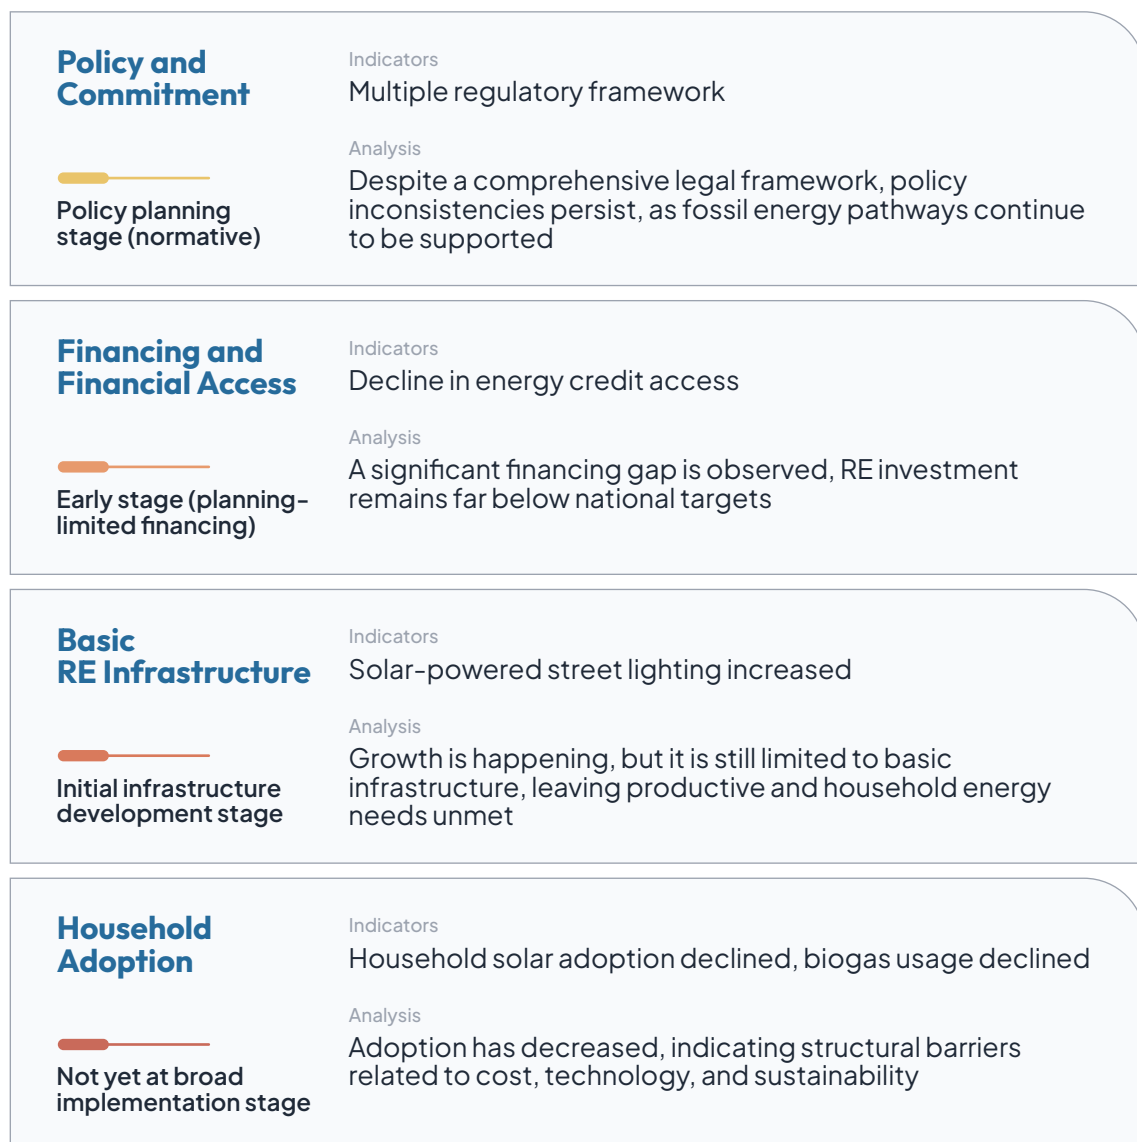 Policy and
Commitment
Policy planning
stage (normative)
Indicators
Multiple regulatory framework
Analysis
Despite a comprehensive legal framework, policy
inconsistencies persist, as fossil energy pathways continue
to be supported
Financing and
Financial Access
Early stage (planning-
limited financing)
Indicators
Decline in energy credit access
Analysis
A significant financing gap is observed, RE investment
remains far below national targets
Basic
RE Infrastructure
Initial infrastructure
development stage
Indicators
Solar-powered street lighting increased
Analysis
Growth is happening, but it is still limited to basic
infrastructure, leaving productive and household energy
needs unmet
Household
Adoption
Not yet at broad
implementation stage
Indicators
Household solar adoption declined, biogas usage declined
Analysis
Adoption has decreased, indicating structural barriers
related to cost, technology, and sustainability